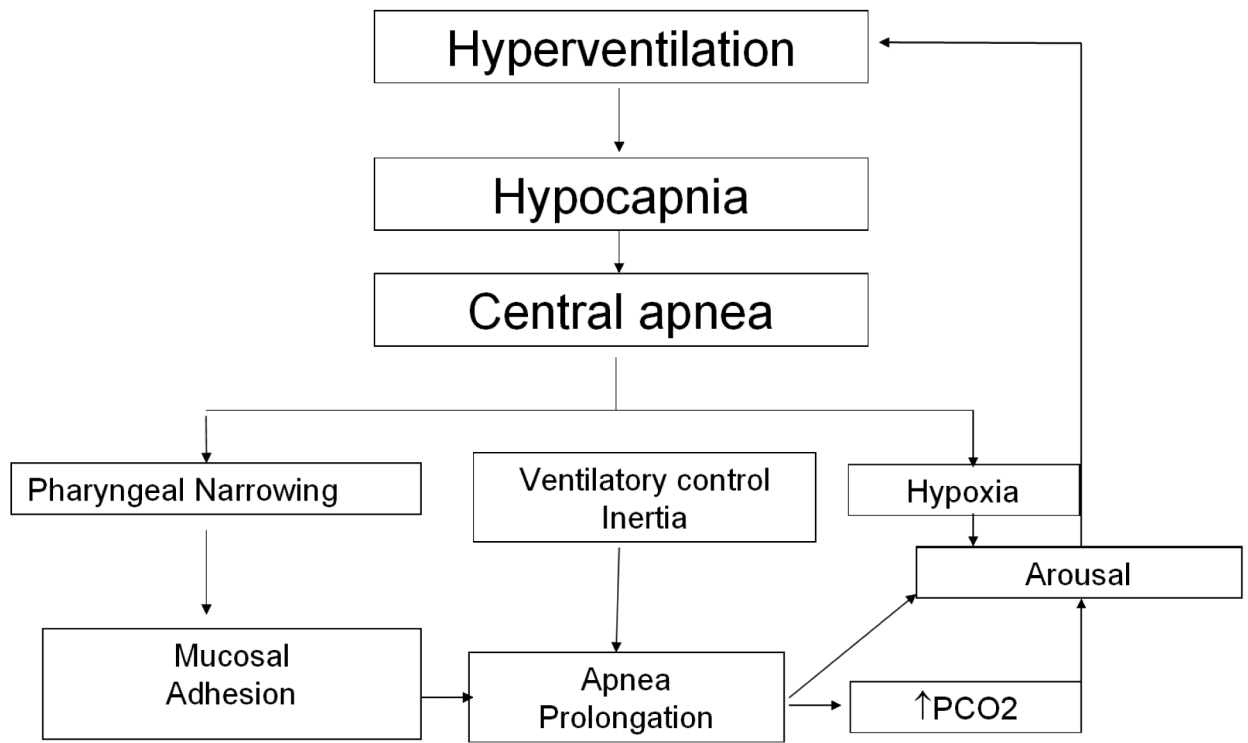 Hyperventilation
Hypocapnia
Central apnea
Pharyngeal Narrowing
Ventilatory control
Inertia
Hypoxia
Arousal
Mucosal
Adhesion
Apnea
Prolongation
↑PCO2